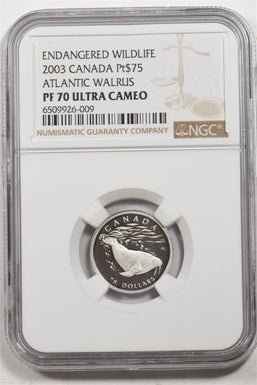 ENDANGERED WILDLIFE
2003 CANADA Pt$75
ATLANTIC WALRUS
PF 70 ULTRA CAMEO
6509926-009
NUMISMATIC GUARANTY COMPANY
NGC
CANADA
75 DOLLARS